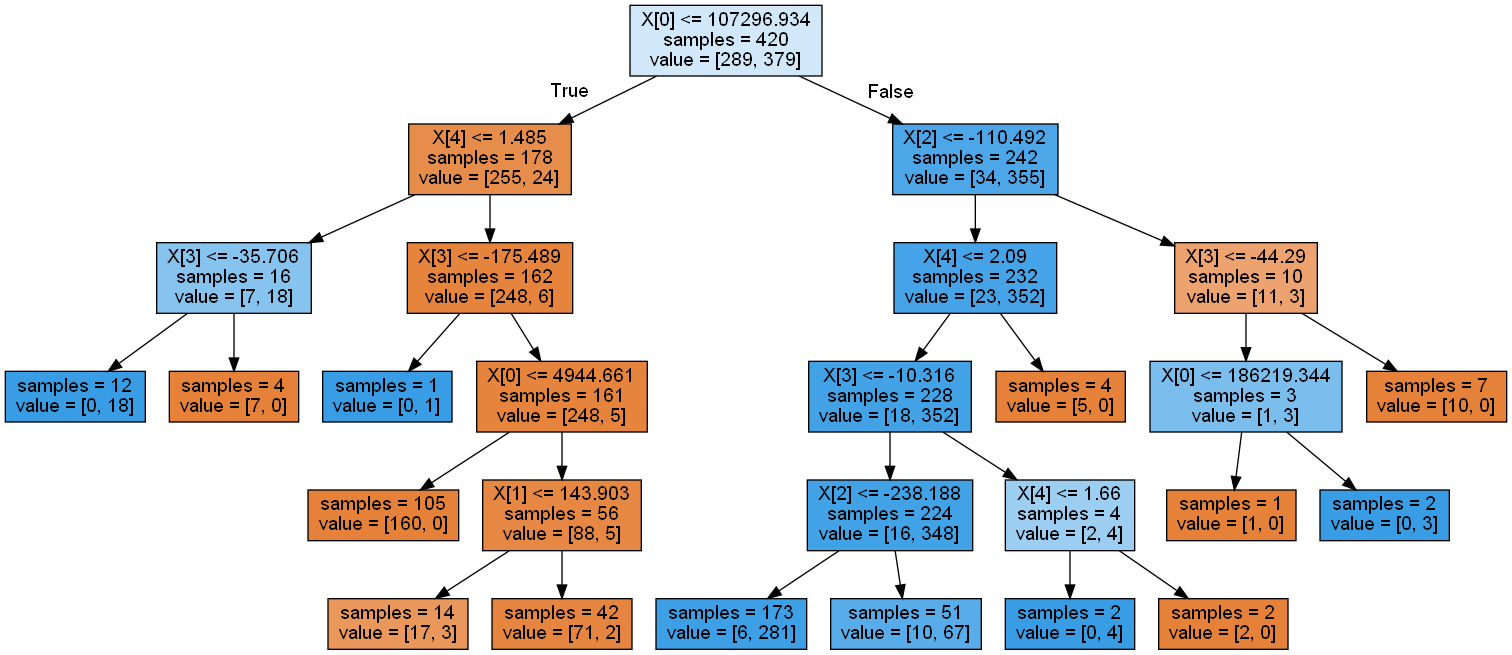 X[0] <= 107296.934
samples = 420
value = [289, 379]
True
False
X[4] <= 1.485
samples = 178
value = [255, 24]
X[2] <= -110.492
samples = 242
value = [34, 355]
X[3] <= -35.706
samples = 16
value = [7, 18]
X[3] <= -175.489
samples = 162
value = [248, 6]
X[4] <= 2.09
samples = 232
value = [23, 352]
X[3] <= -44.29
samples = 10
value = [11, 3]
samples = 12
value = [0, 18]
samples = 4
value = [7, 0]
samples = 1
value = [0, 1]
X[0] <= 4944.661
samples = 161
value = [248, 5]
X[3] <= -10.316
samples = 228
value = [18, 352]
samples = 4
value = [5, 0]
X[0] <= 186219.344
samples = 3
value = [1, 3]
samples = 7
value = [10, 0]
samples = 105
value = [160, 0]
X[1] <= 143.903
samples = 56
value = [88, 5]
X[2] <= -238.188
samples = 224
value = [16, 348]
X[4] <= 1.66
samples = 4
value = [2, 4]
samples = 1
value = [1, 0]
samples = 2
value = [0, 3]
samples = 14
value = [17, 3]
samples = 42
value = [71, 2]
samples = 173
value = [6, 281]
samples = 51
value = [10, 67]
samples = 2
value = [0, 4]
samples = 2
value = [2, 0]